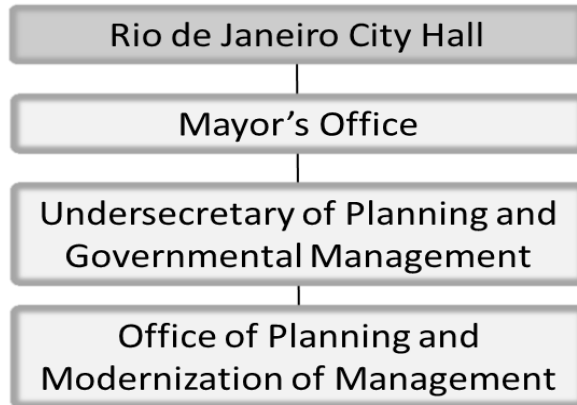 Rio de Janeiro City Hall
Mayor’s Office
Undersecretary of Planning and
Governmental Management
Office of Planning and
Modernization of Management